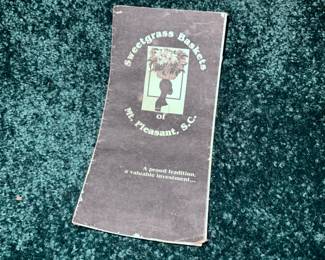 Sweetgrass Baskets
of
Mt. Pleasant, S.C.
A proud tradition,
a valuable investment...